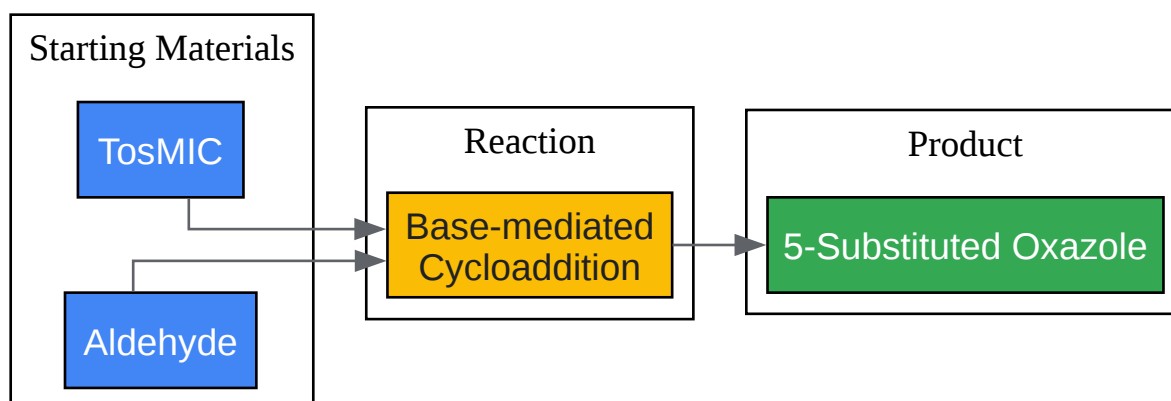 Starting Materials
TosMIC
Aldehyde
Reaction
Base-mediated
Cycloaddition
Product
5-Substituted Oxazole